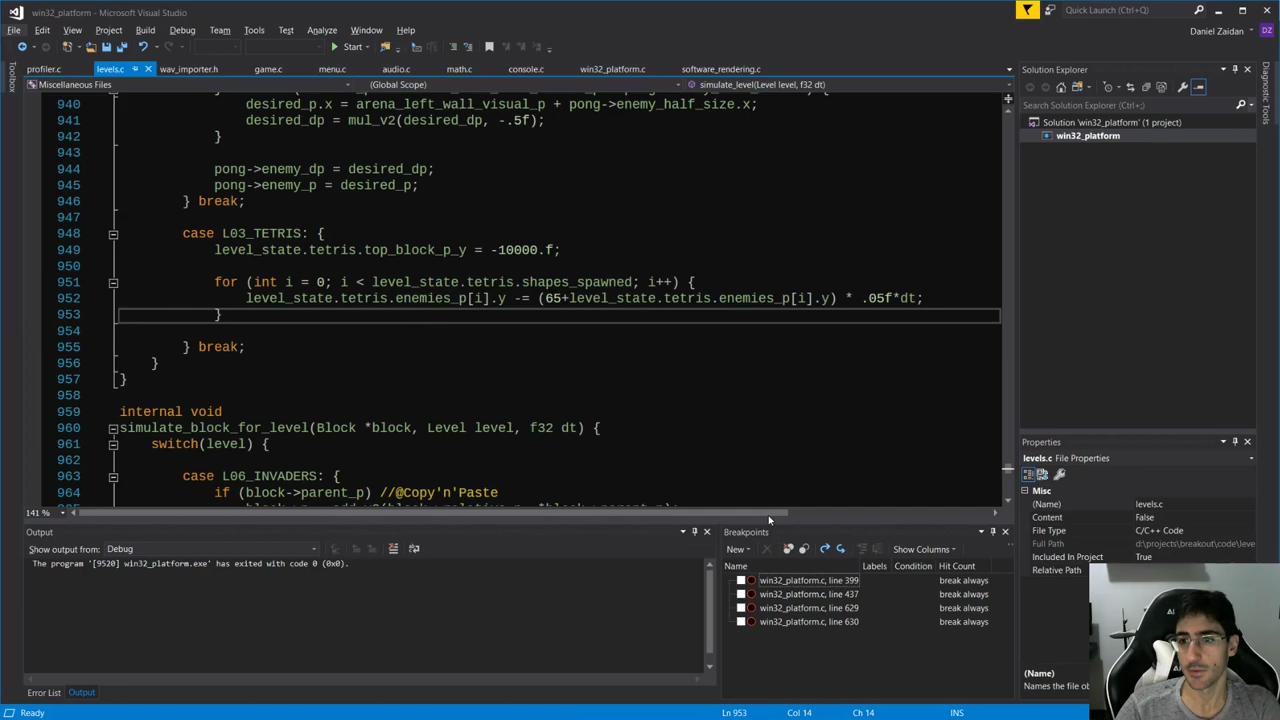 win32_platform - Microsoft Visual Studio
Quick Launch (Ctrl+;)
File Edit View Project Build Debug Team Tools Test Analyze Window Help
Daniel Zaidan DZ
Start
Toolbox
profiler.c levels.c wav_importer.h game.c menu.c audio.c math.c console.c win32_platform.c software_rendering.c
Miscellaneous Files (Global Scope) simulate_level(Level level, f32 dt)
940 desired_p.x = arena_left_wall_visual_p + pong->enemy_half_size.x;
941 desired_dp = mul_v2(desired_dp, -.5f);
942 }
943
944 pong->enemy_dp = desired_dp;
945 pong->enemy_p = desired_p;
946 } break;
947
948 case L03_TETRIS: {
949 level_state.tetris.top_block_p_y = -10000.f;
950
951 for (int i = 0; i < level_state.tetris.shapes_spawned; i++) {
952 level_state.tetris.enemies_p[i].y -= (65+level_state.tetris.enemies_p[i].y) * .05f*dt;
953 }
954
955 } break;
956 }
957 }
958
959 internal void
960 simulate_block_for_level(Block *block, Level level, f32 dt) {
961 switch(level) {
962
963 case L06_INVADERS: {
964 if (block->parent_p) //@Copy'n'Paste
141 %
Output
Show output from: Debug
The program '[9520] win32_platform.exe' has exited with code 0 (0x0).
Error List Output
Breakpoints
New Show Columns
Name Labels Condition Hit Count
win32_platform.c, line 399 break always
win32_platform.c, line 437 break always
win32_platform.c, line 629 break always
win32_platform.c, line 630 break always
Solution Explorer
Search Solution Explorer (Ctrl+;)
Solution 'win32_platform' (1 project)
win32_platform
Diagnostic Tools
Properties
levels.c File Properties
Misc
(Name) levels.c
Content False
File Type C/C++ Code
Full Path d:\projects\breakout\code\leve
Included In Project True
Relative Path
(Name)
Names the file ob
Ready Ln 953 Col 14 Ch 14 INS